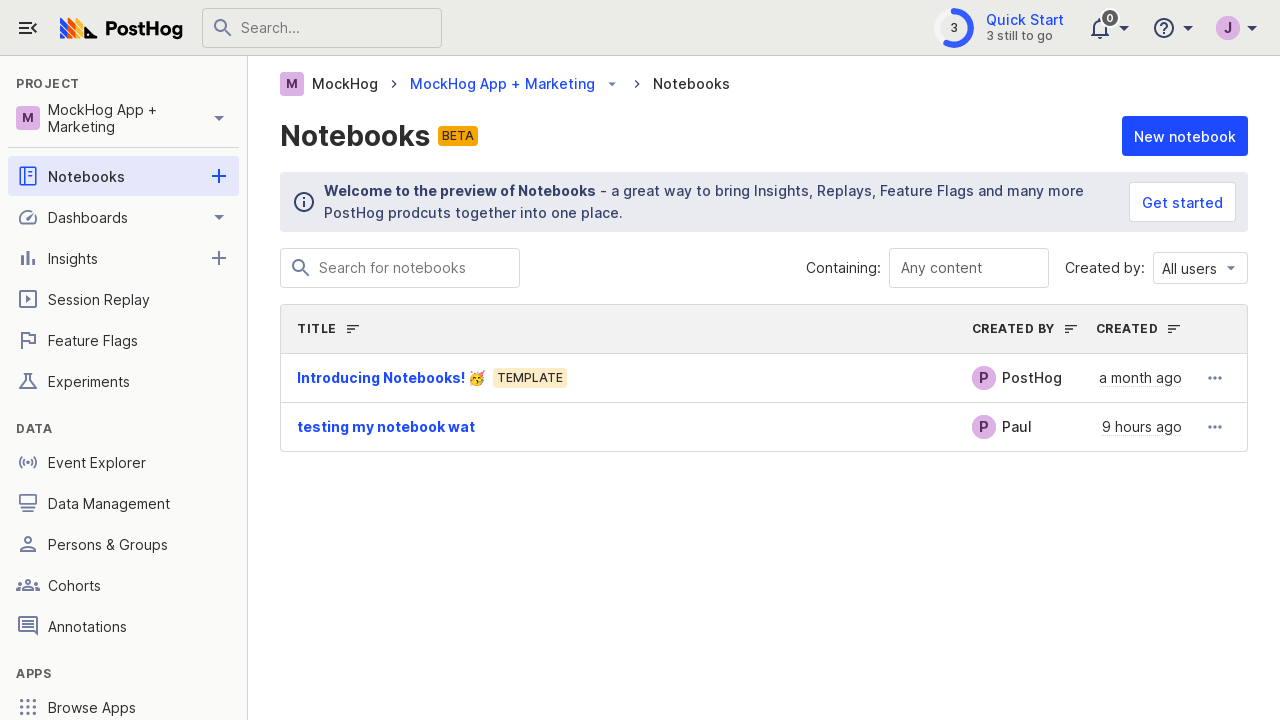 PostHog
Search...
3
Quick Start
3 still to go
0
J
PROJECT
M
MockHog App +
Marketing
Notebooks
Dashboards
Insights
Session Replay
Feature Flags
Experiments
DATA
Event Explorer
Data Management
Persons & Groups
Cohorts
Annotations
APPS
Browse Apps
M MockHog > MockHog App + Marketing > Notebooks
Notebooks BETA
New notebook
Welcome to the preview of Notebooks - a great way to bring Insights, Replays, Feature Flags and many more
PostHog prodcuts together into one place.
Get started
Search for notebooks
Containing: Any content
Created by: All users
TITLE CREATED BY CREATED
Introducing Notebooks! 🥳 TEMPLATE P PostHog a month ago
testing my notebook wat P Paul 9 hours ago